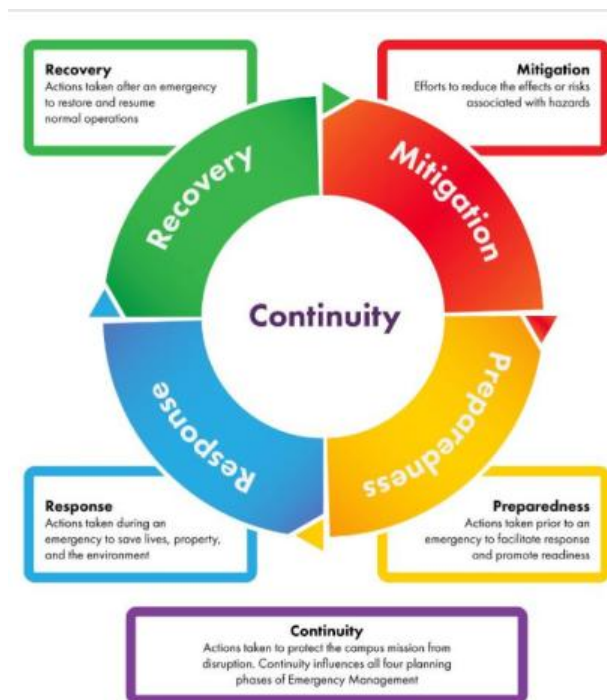 Recovery
Actions taken after an emergency
to restore and resume
normal operations
Mitigation
Efforts to reduce the effects or risks
associated with hazards
Recovery
Mitigation
Continuity
Response
Preparedness
Response
Actions taken during an
emergency to save lives, property,
and the environment
Preparedness
Actions taken prior to an
emergency to facilitate response
and promote readiness
Continuity
Actions taken to protect the campus mission from
disruption. Continuity influences all four planning
phases of Emergency Management